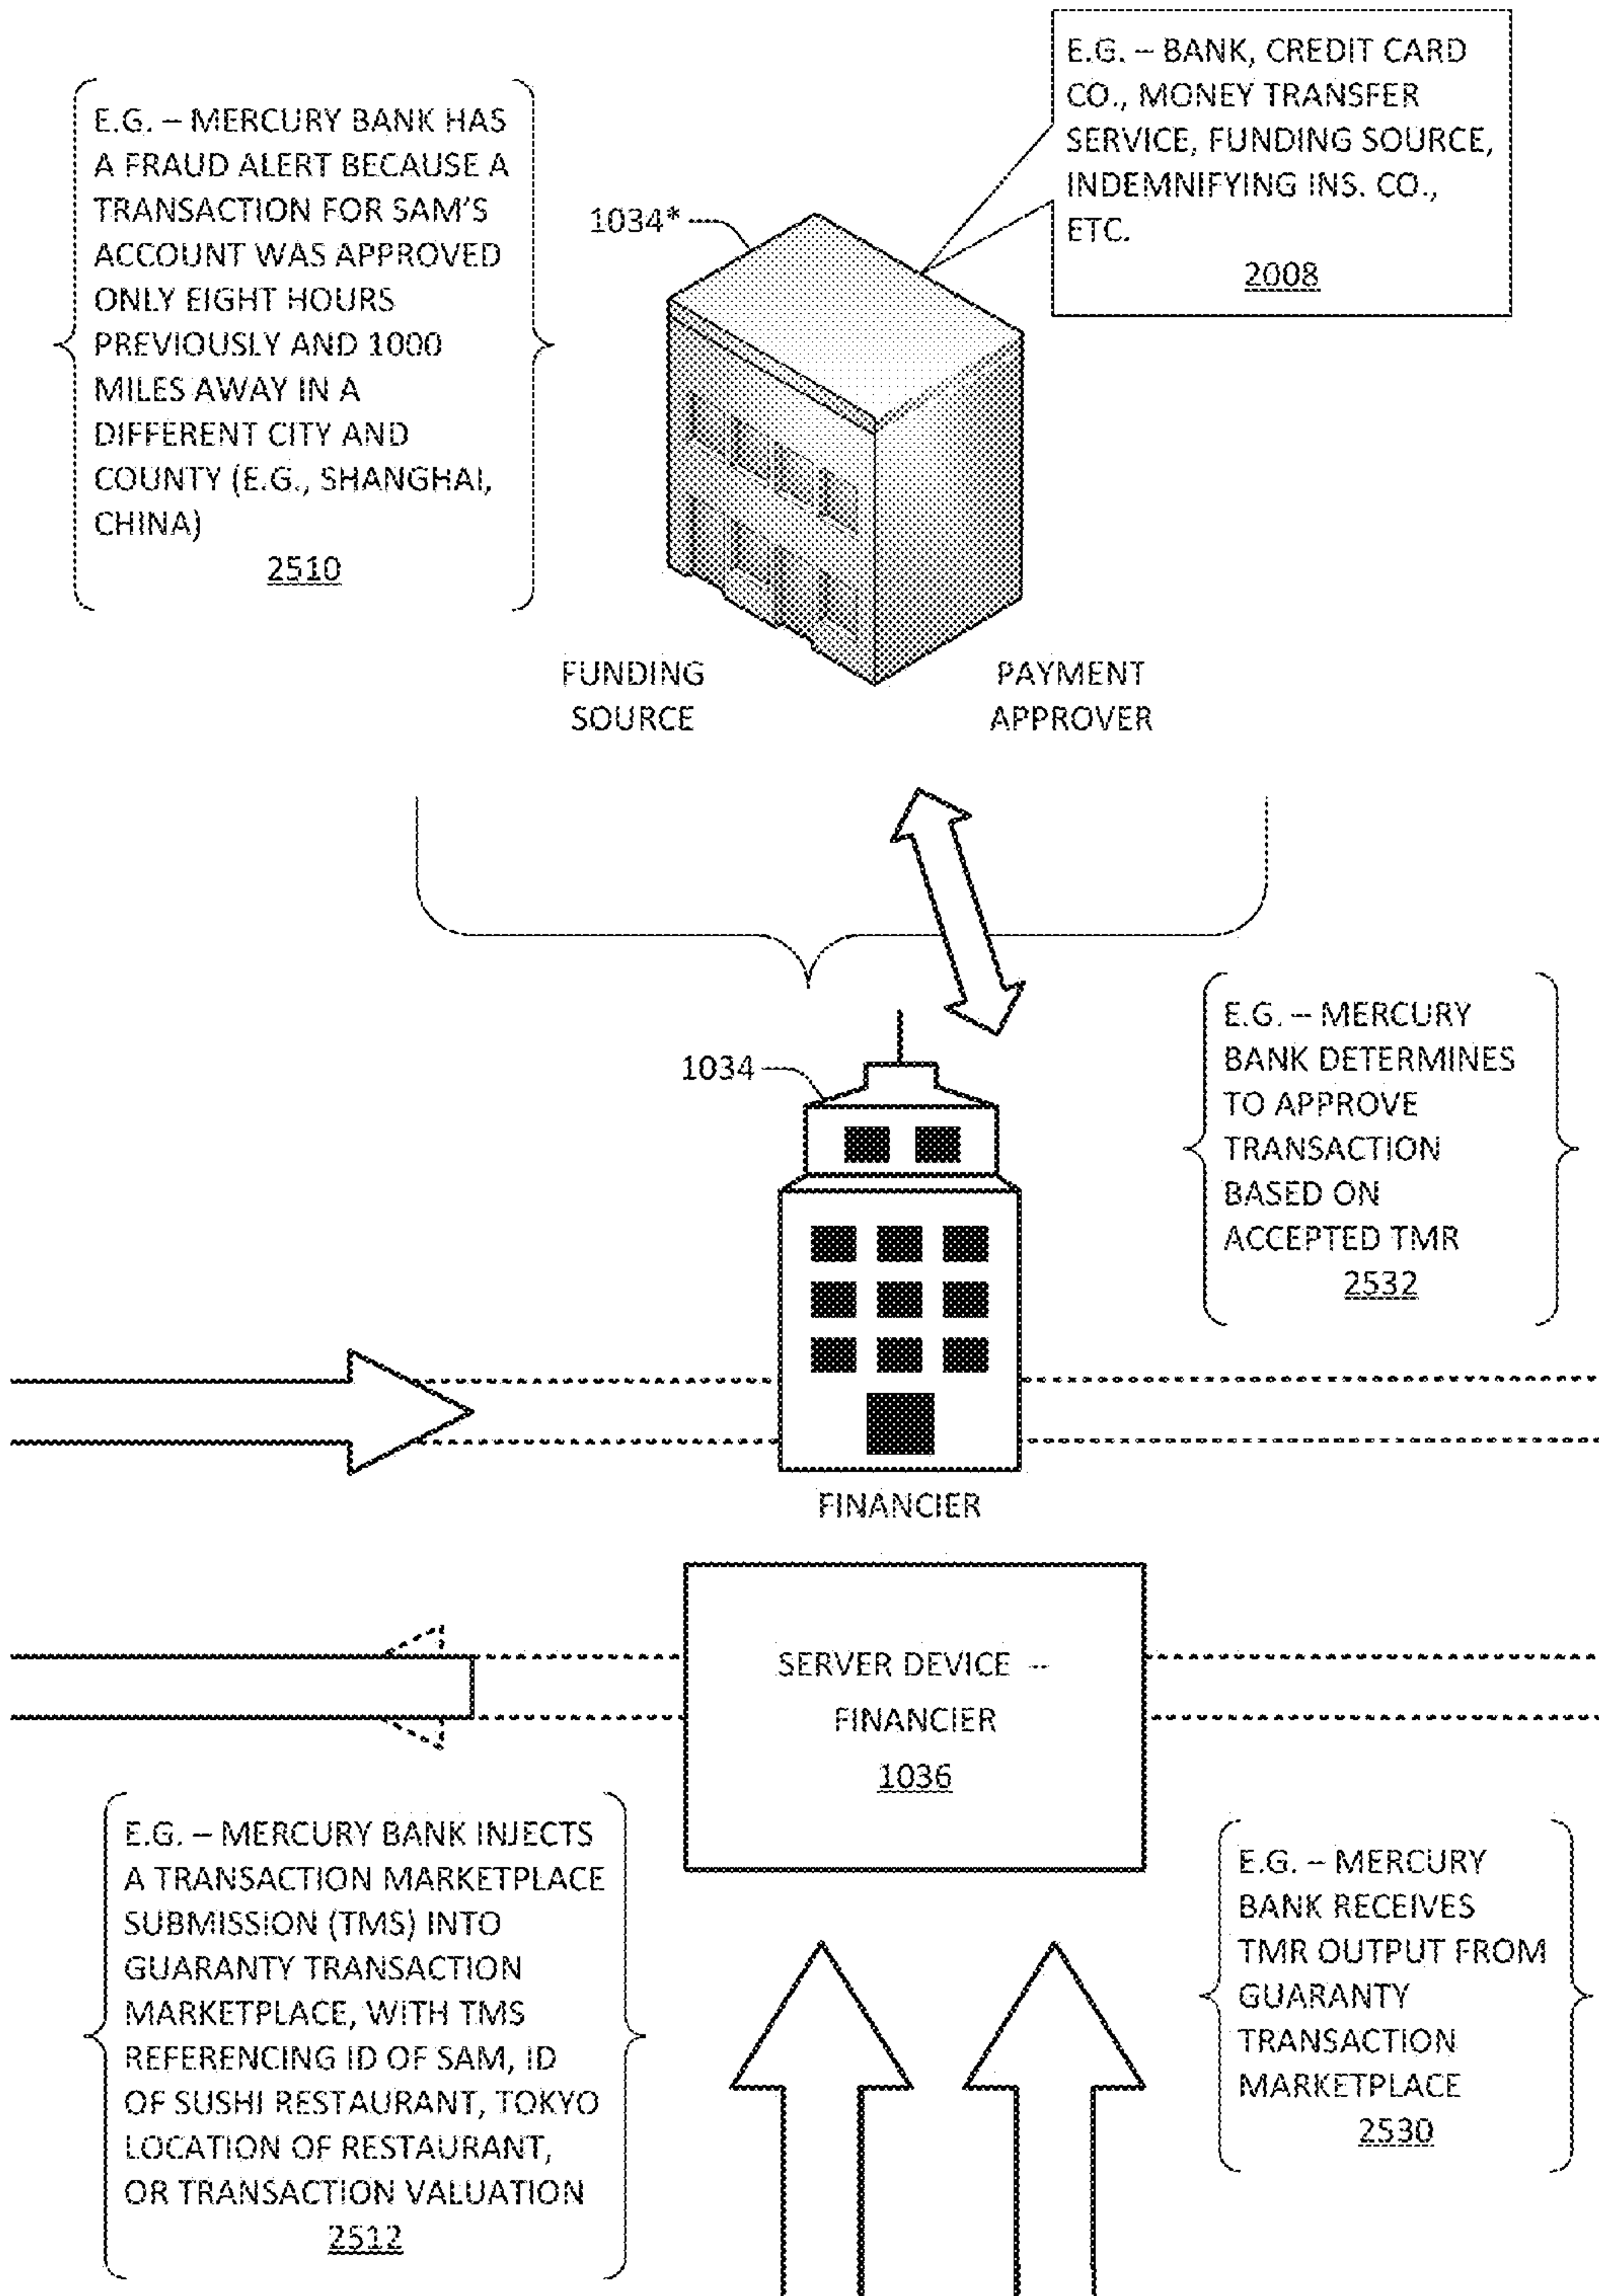 E.G. – BANK, CREDIT CARD
CO., MONEY TRANSFER
SERVICE, FUNDING SOURCE,
INDEMNIFYING INS. CO.,
ETC.
2008
E.G. – MERCURY BANK HAS
A FRAUD ALERT BECAUSE A
TRANSACTION FOR SAM'S
ACCOUNT WAS APPROVED
ONLY EIGHT HOURS
PREVIOUSLY AND 1000
MILES AWAY IN A
DIFFERENT CITY AND
COUNTY (E.G., SHANGHAI,
CHINA)
2510
1034*
FUNDING
SOURCE
PAYMENT
APPROVER
1034
E.G. – MERCURY
BANK DETERMINES
TO APPROVE
TRANSACTION
BASED ON
ACCEPTED TMR
2532
FINANCIER
SERVER DEVICE –
FINANCIER
1036
E.G. – MERCURY BANK INJECTS
A TRANSACTION MARKETPLACE
SUBMISSION (TMS) INTO
GUARANTY TRANSACTION
MARKETPLACE, WITH TMS
REFERENCING ID OF SAM, ID
OF SUSHI RESTAURANT, TOKYO
LOCATION OF RESTAURANT,
OR TRANSACTION VALUATION
2512
E.G. – MERCURY
BANK RECEIVES
TMR OUTPUT FROM
GUARANTY
TRANSACTION
MARKETPLACE
2530